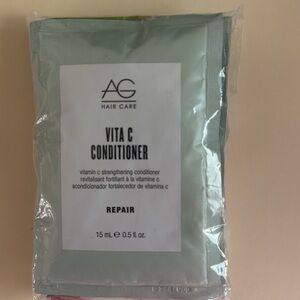 AG
HAIR CARE
VITA C
CONDITIONER
vitamin c strengthening conditioner
revitalisant fortifiant à la vitamine c
acondicionador fortalecedor de vitamina c
REPAIR
15 mL ℮ 0.5 fl. oz.